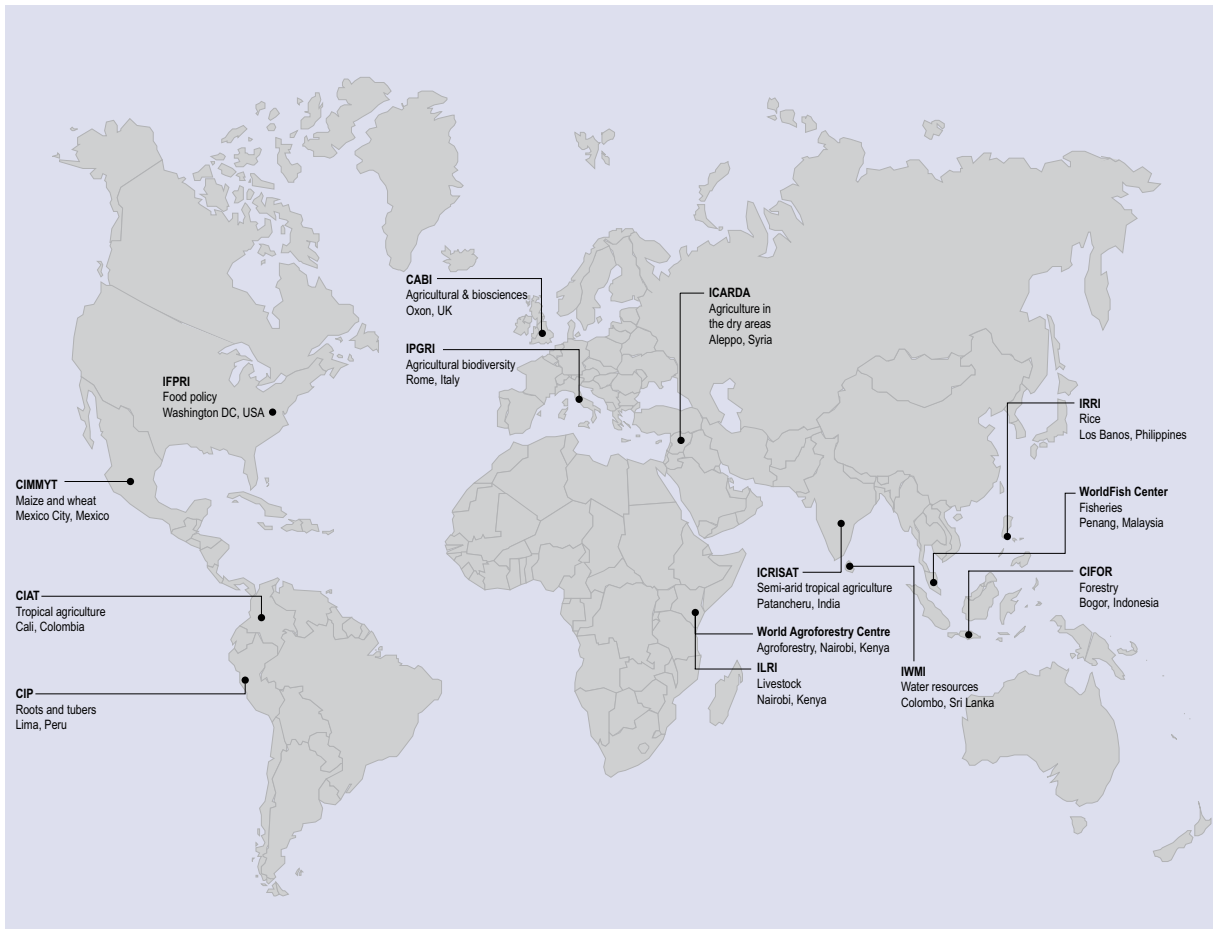 CABI
Agricultural & biosciences
Oxon, UK
IPGRI
Agricultural biodiversity
Rome, Italy
ICARDA
Agriculture in
the dry areas
Aleppo, Syria
IFPRI
Food policy
Washington DC, USA
IRRI
Rice
Los Banos, Philippines
CIMMYT
Maize and wheat
Mexico City, Mexico
WorldFish Center
Fisheries
Penang, Malaysia
ICRISAT
Semi-arid tropical agriculture
Patancheru, India
CIFOR
Forestry
Bogor, Indonesia
CIAT
Tropical agriculture
Cali, Colombia
World Agroforestry Centre
Agroforestry, Nairobi, Kenya
ILRI
Livestock
Nairobi, Kenya
IWMI
Water resources
Colombo, Sri Lanka
CIP
Roots and tubers
Lima, Peru